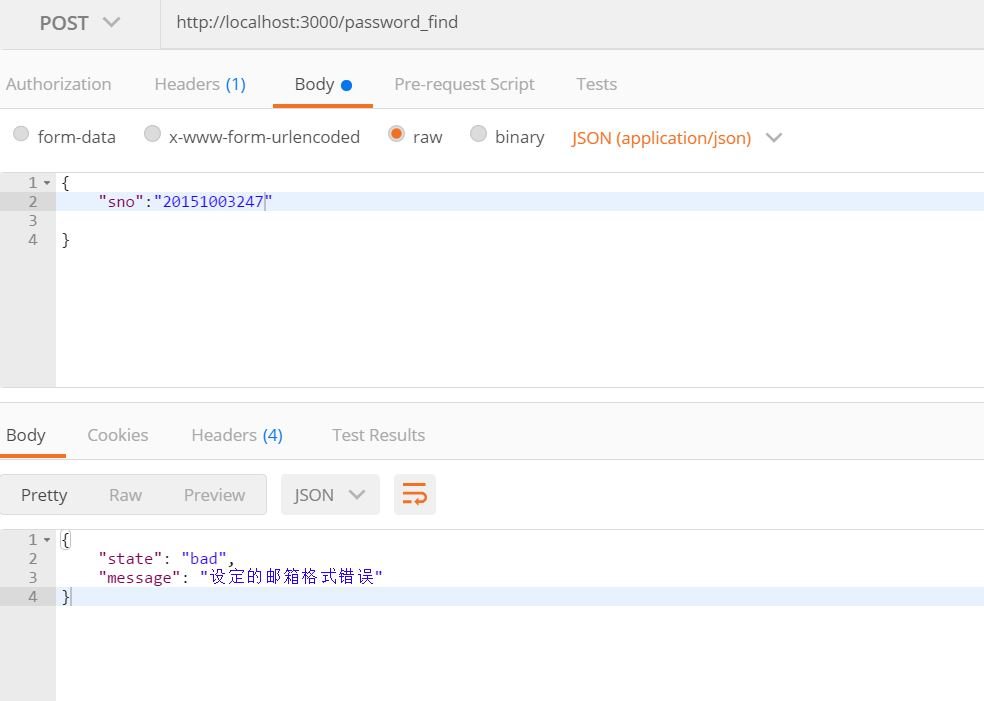 POST http://localhost:3000/password_find
Authorization Headers (1) Body Pre-request Script Tests
form-data x-www-form-urlencoded raw binary JSON (application/json)
1 {
2 "sno":"20151003247"
3
4 }
Body Cookies Headers (4) Test Results
Pretty Raw Preview JSON
1 {
2 "state": "bad",
3 "message": "设定的邮箱格式错误"
4 }